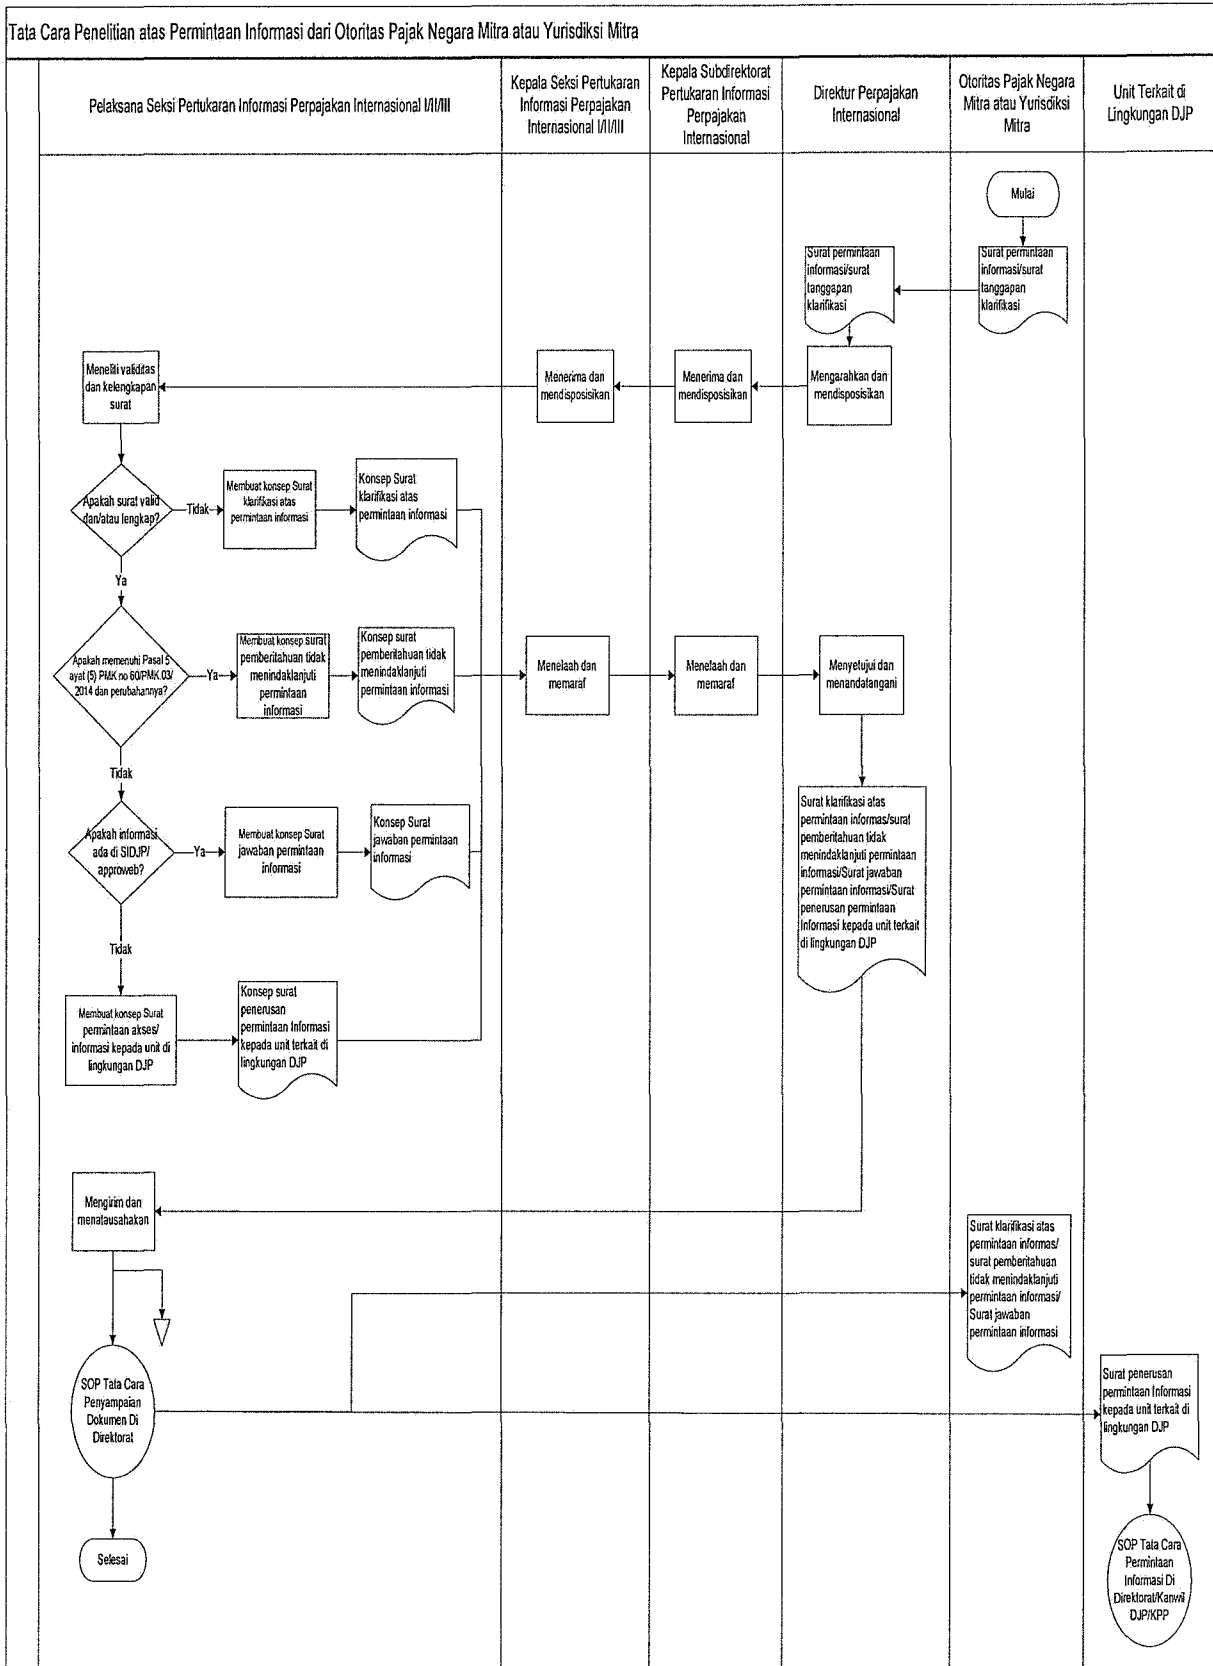 Tata Cara Penelitian atas Permintaan Informasi dari Otoritas Pajak Negara Mitra atau Yurisdiksi Mitra
Pelaksana Seksi Pertukaran Informasi Perpajakan Internasional I/II/III
Kepala Seksi Pertukaran
Informasi Perpajakan
Internasional I/II/III
Kepala Subdirektorat
Pertukaran Informasi
Perpajakan
Internasional
Direktur Perpajakan
Internasional
Otoritas Pajak Negara
Mitra atau Yurisdiksi
Mitra
Unit Terkait di
Lingkungan DJP
Mulai
Surat permintaan
informasi/surat
tanggapan
klarifikasi
Surat permintaan
informasi/surat
tanggapan
klarifikasi
Meneliti validitas
dan kelengkapan
surat
Menerima dan
mendisposisikan
Menerima dan
mendisposisikan
Mengarahkan dan
mendisposisikan
Apakah surat valid
dan/atau lengkap?
Tidak
Membuat konsep Surat
klarifikasi atas
permintaan informasi
Konsep Surat
klarifikasi atas
permintaan informasi
Ya
Apakah memenuhi Pasal 5
ayat (5) PMK no 60/PMK.03/
2014 dan perubahannya?
Ya
Membuat konsep surat
pemberitahuan tidak
menindaklanjuti
permintaan
informasi
Konsep surat
pemberitahuan tidak
menindaklanjuti
permintaan informasi
Menelaah dan
memaraf
Menelaah dan
memaraf
Menyetujui dan
menandatangani
Tidak
Apakah informasi
ada di SIDJP/
approweb?
Ya
Membuat konsep Surat
jawaban permintaan
informasi
Konsep Surat
jawaban permintaan
informasi
Surat klarifikasi atas
permintaan informas/surat
pemberitahuan tidak
menindaklanjuti permintaan
informasi/Surat jawaban
permintaan informasi/Surat
penerusan permintaan
Informasi kepada unit terkait
di lingkungan DJP
Tidak
Membuat konsep Surat
permintaan akses/
informasi kepada unit di
lingkungan DJP
Konsep surat
penerusan
permintaan Informasi
kepada unit terkait di
lingkungan DJP
Mengirim dan
menatausahakan
Surat klarifikasi atas
permintaan informas/
surat pemberitahuan
tidak menindaklanjuti
permintaan informasi/
Surat jawaban
permintaan informasi
SOP Tata Cara
Penyampaian
Dokumen Di
Direktorat
Surat penerusan
permintaan Informasi
kepada unit terkait di
lingkungan DJP
Selesai
SOP Tata Cara
Permintaan
Informasi Di
Direktorat/Kanwil
DJP/KPP